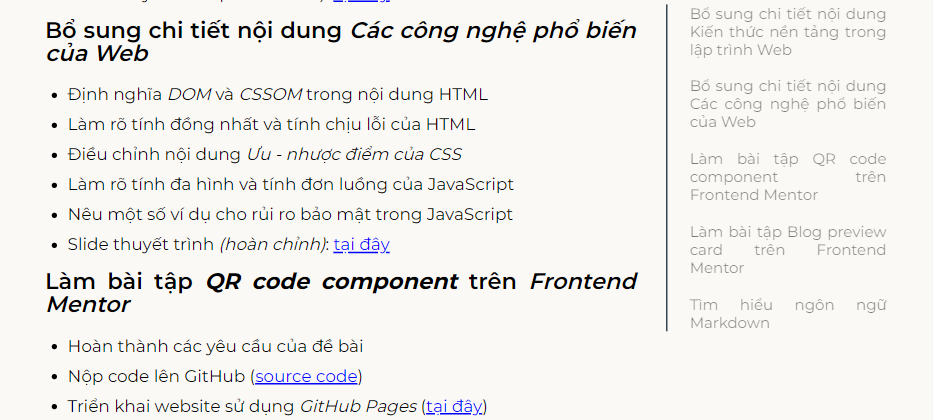 Bổ sung chi tiết nội dung Các công nghệ phổ biến
của Web
• Định nghĩa DOM và CSSOM trong nội dung HTML
• Làm rõ tính đồng nhất và tính chịu lỗi của HTML
• Điều chỉnh nội dung Ưu - nhược điểm của CSS
• Làm rõ tính đa hình và tính đơn luồng của JavaScript
• Nêu một số ví dụ cho rủi ro bảo mật trong JavaScript
• Slide thuyết trình (hoàn chỉnh): tại đây
Làm bài tập QR code component trên Frontend
Mentor
• Hoàn thành các yêu cầu của đề bài
• Nộp code lên GitHub (source code)
• Triển khai website sử dụng GitHub Pages (tại đây)
Bổ sung chi tiết nội dung
Kiến thức nền tảng trong
lập trình Web
Bổ sung chi tiết nội dung
Các công nghệ phổ biến
của Web
Làm bài tập QR code
component trên
Frontend Mentor
Làm bài tập Blog preview
card trên Frontend
Mentor
Tìm hiểu ngôn ngữ
Markdown